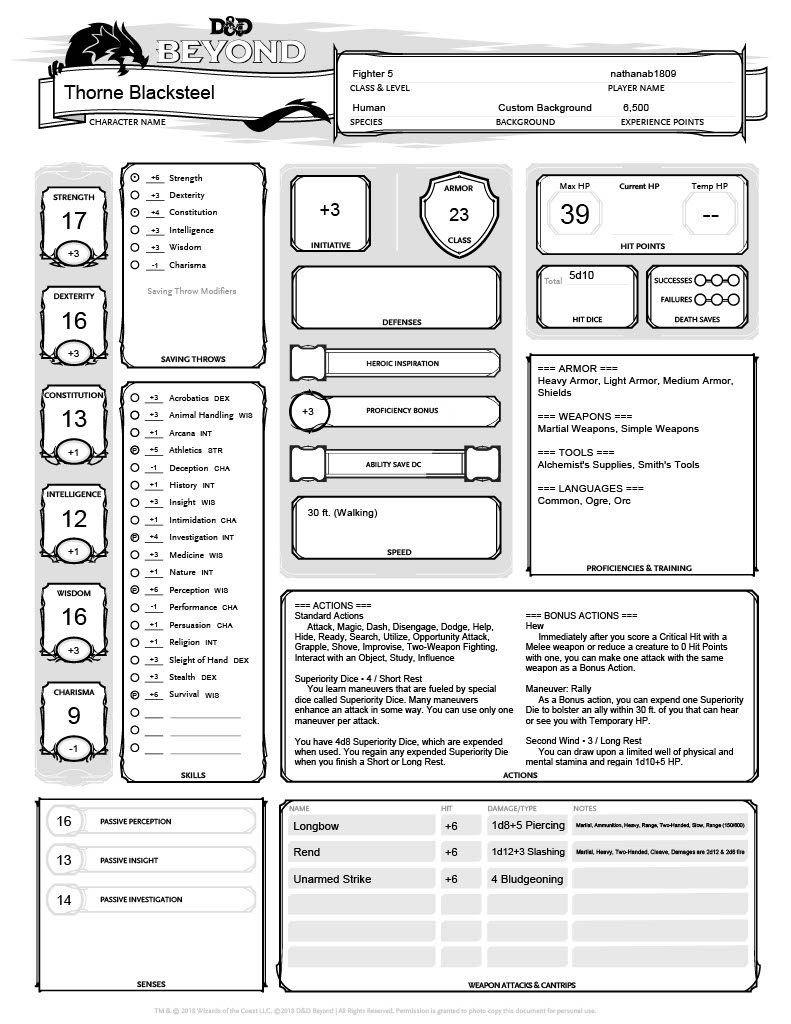 D&D
BEYOND
Thorne Blacksteel
CHARACTER NAME
Fighter 5
nathanab1809
CLASS & LEVEL
PLAYER NAME
Human
Custom Background
6,500
SPECIES
BACKGROUND
EXPERIENCE POINTS
STRENGTH
17
+3
DEXTERITY
16
+3
CONSTITUTION
13
+1
INTELLIGENCE
12
+1
WISDOM
16
+3
CHARISMA
9
-1
+6 Strength
+3 Dexterity
+4 Constitution
+3 Intelligence
+3 Wisdom
-1 Charisma
Saving Throw Modifiers
SAVING THROWS
+3 Acrobatics DEX
+3 Animal Handling WIS
+1 Arcana INT
P +5 Athletics STR
-1 Deception CHA
+1 History INT
+3 Insight WIS
+1 Intimidation CHA
P +4 Investigation INT
+3 Medicine WIS
+1 Nature INT
P +6 Perception WIS
-1 Performance CHA
+1 Persuasion CHA
+1 Religion INT
+3 Sleight of Hand DEX
+3 Stealth DEX
P +6 Survival WIS
SKILLS
+3
INITIATIVE
ARMOR
23
CLASS
DEFENSES
HEROIC INSPIRATION
+3
PROFICIENCY BONUS
ABILITY SAVE DC
30 ft. (Walking)
SPEED
Max HP
Current HP
Temp HP
39
--
HIT POINTS
Total
5d10
HIT DICE
SUCCESSES
FAILURES
DEATH SAVES
=== ARMOR ===
Heavy Armor, Light Armor, Medium Armor,
Shields
=== WEAPONS ===
Martial Weapons, Simple Weapons
=== TOOLS ===
Alchemist's Supplies, Smith's Tools
=== LANGUAGES ===
Common, Ogre, Orc
PROFICIENCIES & TRAINING
=== ACTIONS ===
Standard Actions
Attack, Magic, Dash, Disengage, Dodge, Help,
Hide, Ready, Search, Utilize, Opportunity Attack,
Grapple, Shove, Improvise, Two-Weapon Fighting,
Interact with an Object, Study, Influence
Superiority Dice • 4 / Short Rest
You learn maneuvers that are fueled by special
dice called Superiority Dice. Many maneuvers
enhance an attack in some way. You can use only one
maneuver per attack.
You have 4d8 Superiority Dice, which are expended
when used. You regain any expended Superiority Die
when you finish a Short or Long Rest.
=== BONUS ACTIONS ===
Hew
Immediately after you score a Critical Hit with a
Melee weapon or reduce a creature to 0 Hit Points
with one, you can make one attack with the same
weapon as a Bonus Action.
Maneuver: Rally
As a Bonus action, you can expend one Superiority
Die to bolster an ally within 30 ft. of you that can hear
or see you with Temporary HP.
Second Wind • 3 / Long Rest
You can draw upon a limited well of physical and
mental stamina and regain 1d10+5 HP.
ACTIONS
16
PASSIVE PERCEPTION
13
PASSIVE INSIGHT
14
PASSIVE INVESTIGATION
SENSES
NAME
HIT
DAMAGE/TYPE
NOTES
Longbow
+6
1d8+5 Piercing
Martial, Ammunition, Heavy, Range, Two-Handed, Slow, Range (150/600)
Rend
+6
1d12+3 Slashing
Martial, Heavy, Two-Handed, Cleave, Damages are 2d12 & 2d6 fire
Unarmed Strike
+6
4 Bludgeoning
WEAPON ATTACKS & CANTRIPS
TM & © 2018 Wizards of the Coast LLC. ©2018 D&D Beyond | All Rights Reserved. Permission is granted to photo copy this document for personal use.